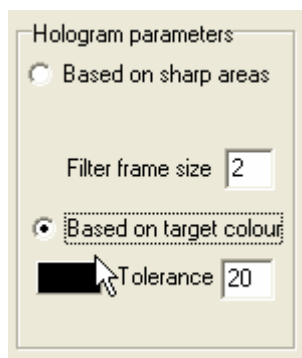 Hologram parameters
Based on sharp areas
Filter frame size 2
Based on target colour
Tolerance 20